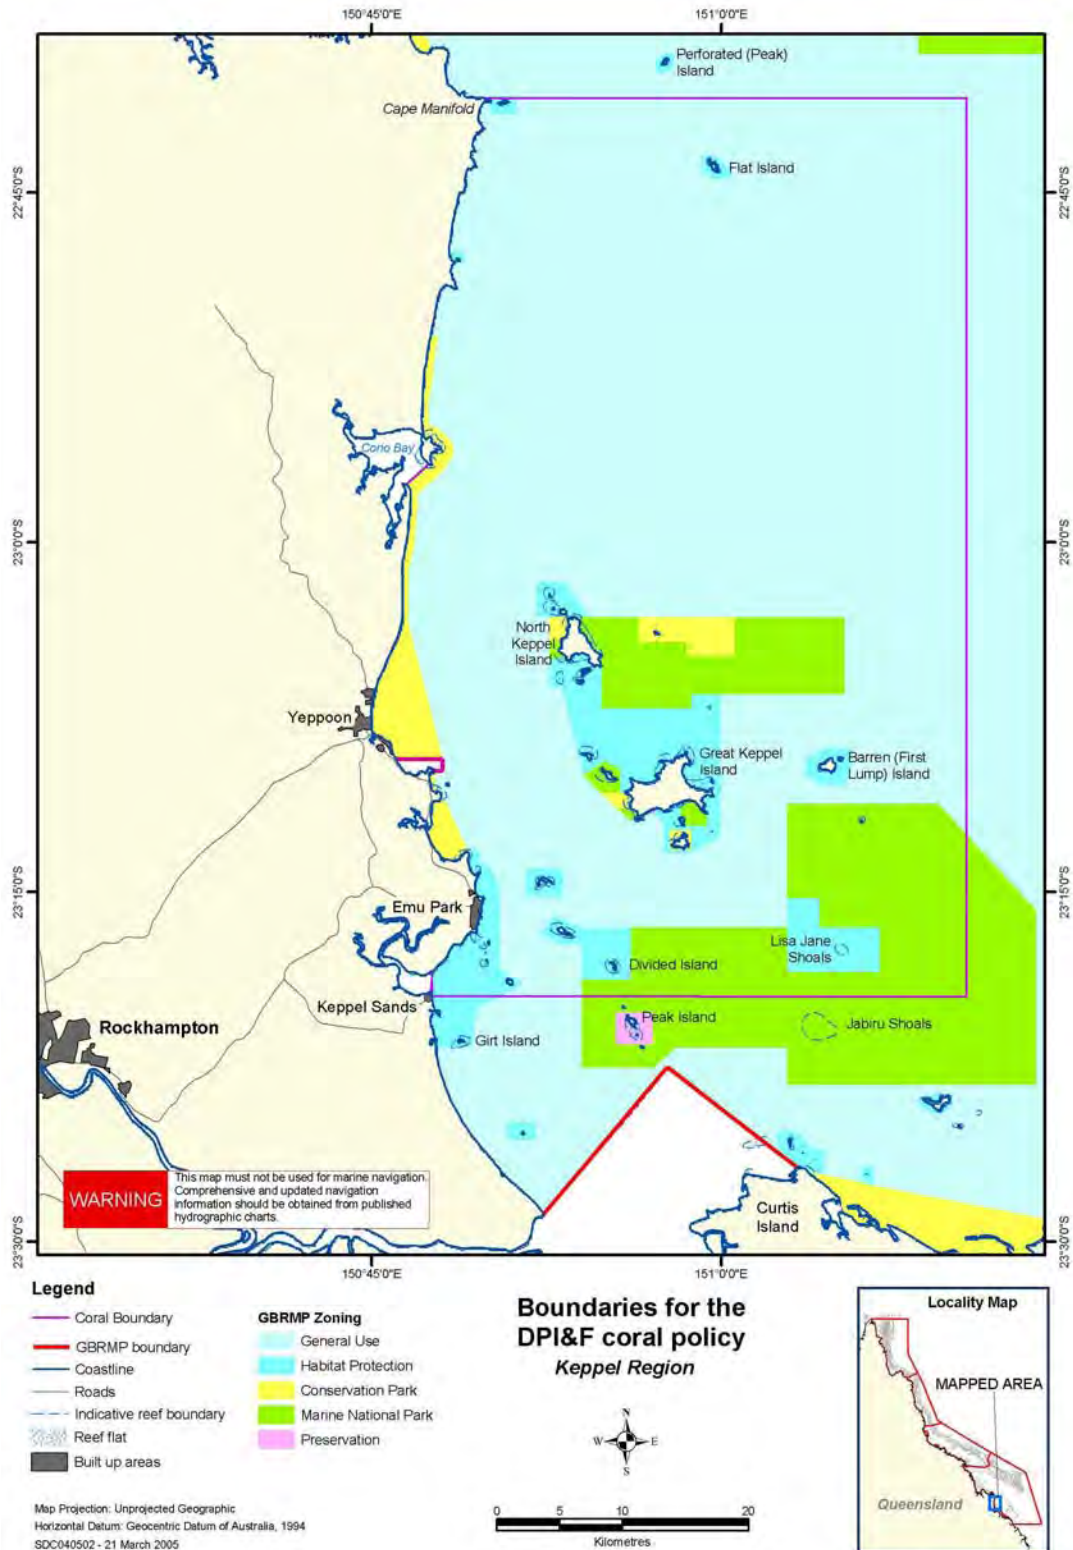 150°45'0"E
151°0'0"E
Perforated (Peak)
Island
Cape Manifold
Flat Island
22°45'0"S
22°45'0"S
Corio Bay
23°0'0"S
23°0'0"S
North
Keppel
Island
Yeppoon
Great Keppel
Island
Barren (First
Lump) Island
23°15'0"S
23°15'0"S
Emu Park
Lisa Jane
Shoals
Divided Island
Keppel Sands
Rockhampton
Peak Island
Jabiru Shoals
Girt Island
WARNING
This map must not be used for marine navigation.
Comprehensive and updated navigation
information should be obtained from published
hydrographic charts.
Curtis
Island
23°30'0"S
23°30'0"S
150°45'0"E
151°0'0"E
Legend
Coral Boundary
GBRMP boundary
Coastline
Roads
Indicative reef boundary
Reef flat
Built up areas
GBRMP Zoning
General Use
Habitat Protection
Conservation Park
Marine National Park
Preservation
Boundaries for the
DPI&F coral policy
Keppel Region
N
W E
S
0 5 10 20
Kilometres
Locality Map
MAPPED AREA
Queensland
Map Projection: Unprojected Geographic
Horizontal Datum: Geocentric Datum of Australia, 1994
SDC040502 - 21 March 2005